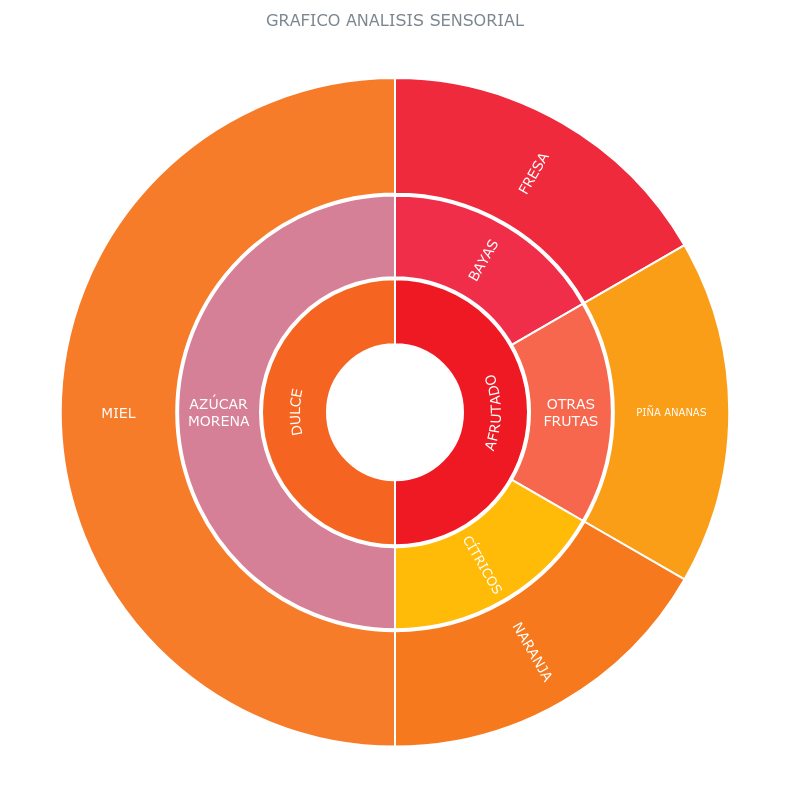 GRAFICO ANALISIS SENSORIAL
FRESA
BAYAS
DULCE
AFRUTADO
AZÚCAR
MORENA
MIEL
OTRAS
FRUTAS
PIÑA ANANAS
CÍTRICOS
NARANJA